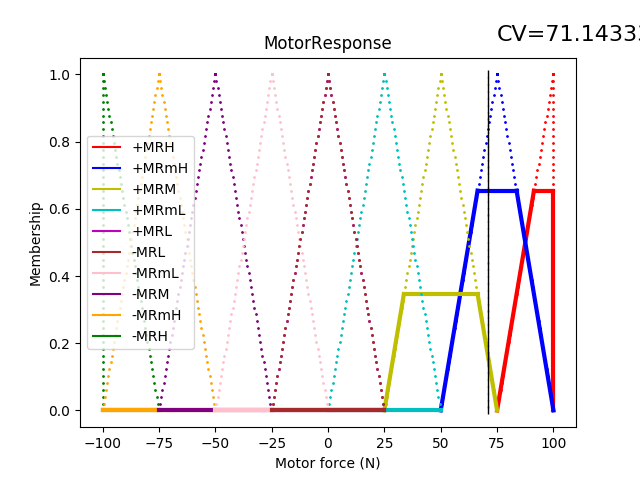 CV=71.1433
MotorResponse
1.0
0.8
0.6
0.4
0.2
0.0
Membership
+MRH
+MRmH
+MRM
+MRmL
+MRL
-MRL
-MRmL
-MRM
-MRmH
-MRH
−100 −75 −50 −25 0 25 50 75 100
Motor force (N)